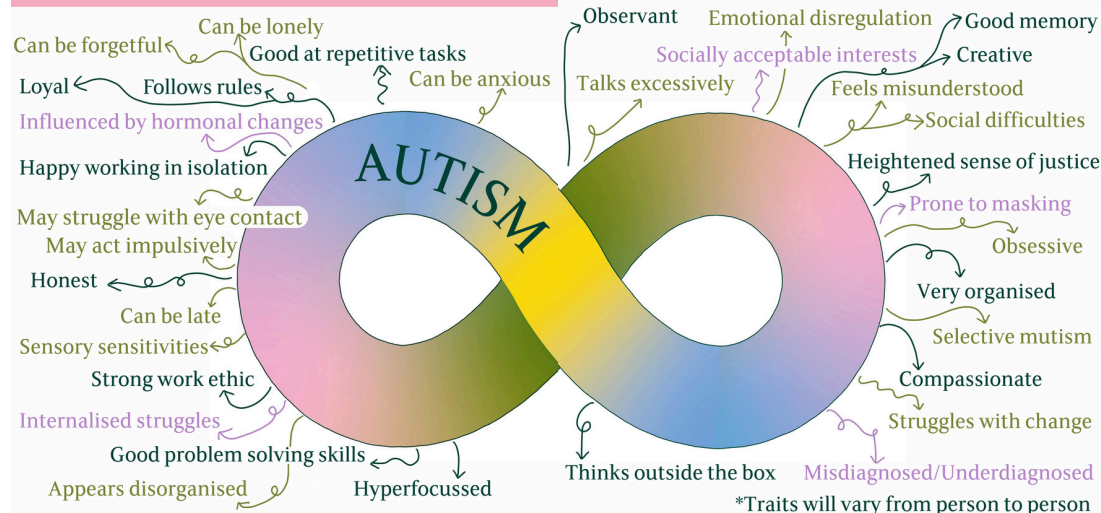 Observant
Emotional disregulation
Good memory
Can be lonely
Can be forgetful
Good at repetitive tasks
Socially acceptable interests
Creative
Loyal
Follows rules
Can be anxious
Talks excessively
Feels misunderstood
Influenced by hormonal changes
Social difficulties
Happy working in isolation
AUTISM
Heightened sense of justice
May struggle with eye contact
Prone to masking
May act impulsively
Obsessive
Honest
Very organised
Can be late
Selective mutism
Sensory sensitivities
Strong work ethic
Compassionate
Internalised struggles
Struggles with change
Good problem solving skills
Thinks outside the box
Misdiagnosed/Underdiagnosed
Appears disorganised
Hyperfocussed
*Traits will vary from person to person